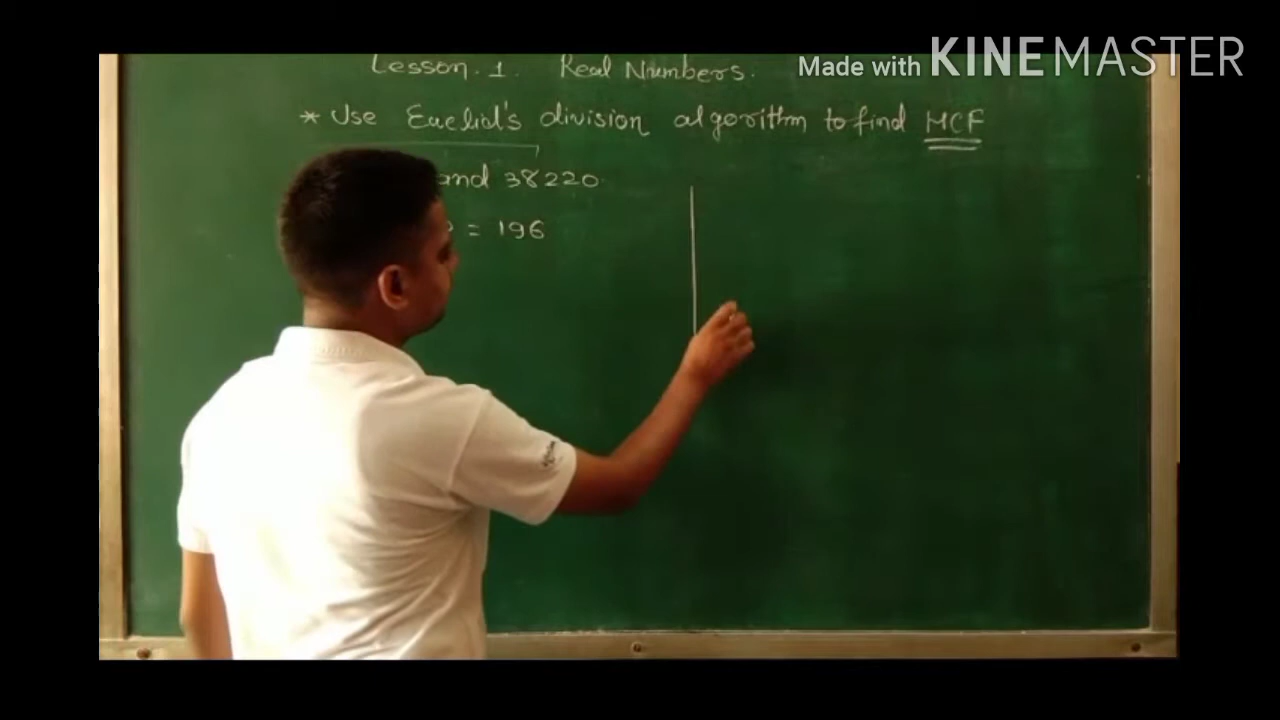 Made with KINEMASTER
Lesson. 1. Real Numbers.
* Use Euclid's division algorithm to find HCF
and 38220.
= 196